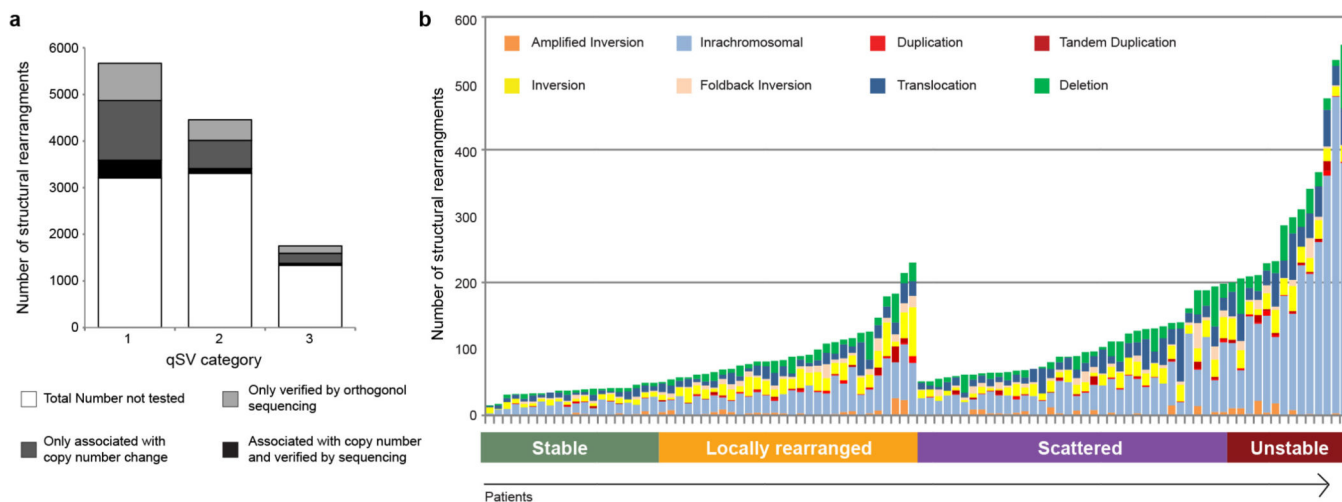 a
Number of structural rearrangments
6000
5000
4000
3000
2000
1000
0
1 2 3
qSV category
Total Number not tested
Only verified by orthogonol
sequencing
Only associated with
copy number change
Associated with copy number
and verified by sequencing
b
Number of structural rearrangments
600
500
400
300
200
100
0
Amplified Inversion Inrachromosomal Duplication Tandem Duplication
Inversion Foldback Inversion Translocation Deletion
Stable Locally rearranged Scattered Unstable
Patients